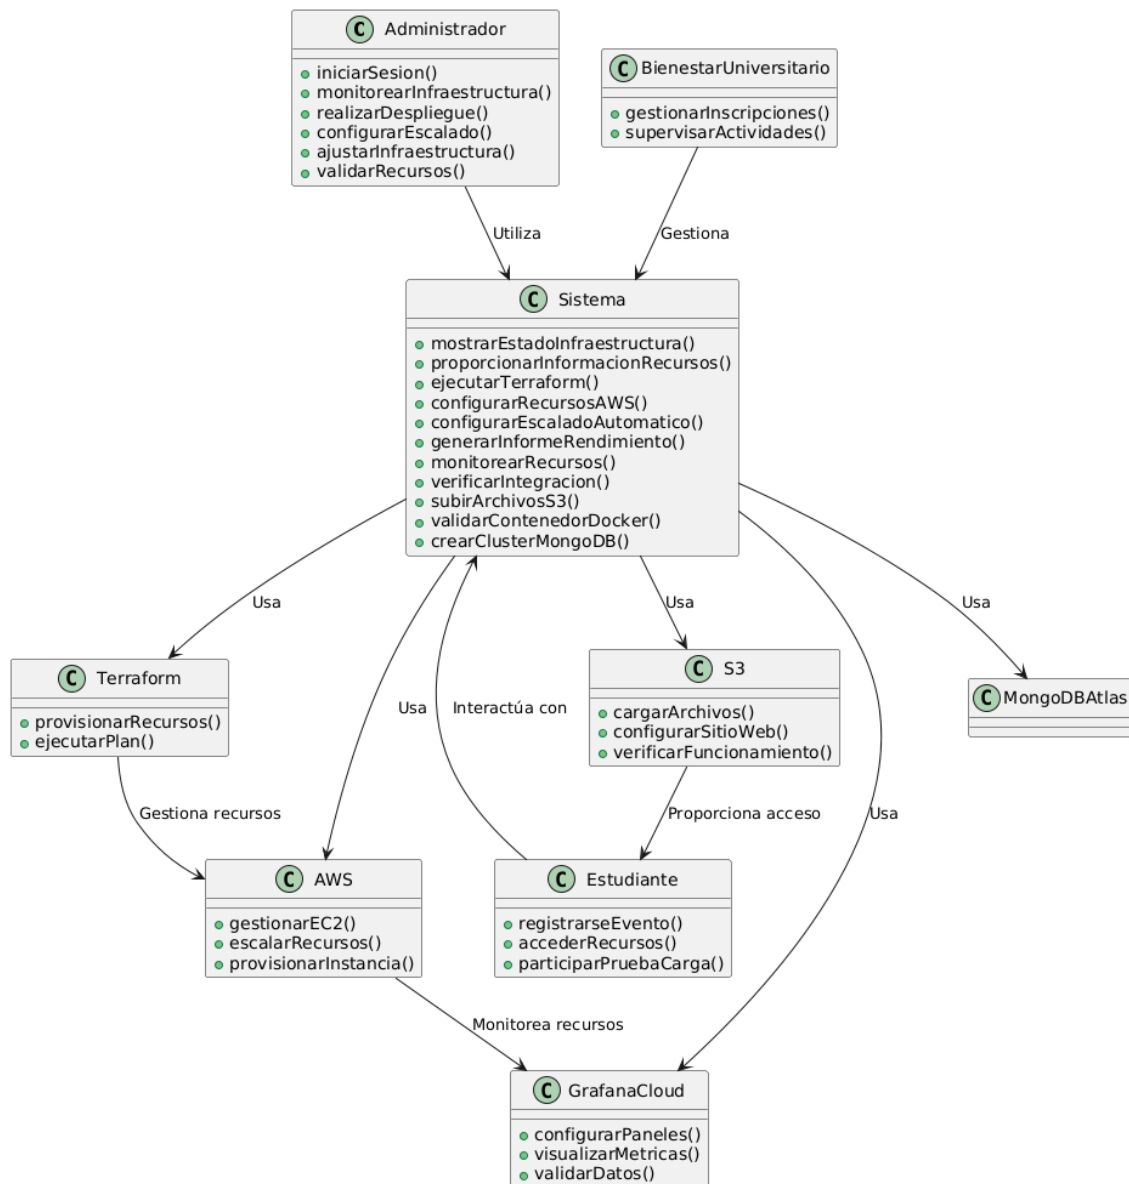 C Administrador
iniciarSesion()
monitorearInfraestructura()
realizarDespliegue()
configurarEscalado()
ajustarInfraestructura()
validarRecursos()
C BienestarUniversitario
gestionarInscripciones()
supervisarActividades()
Utiliza
Gestiona
C Sistema
mostrarEstadoInfraestructura()
proporcionarInformacionRecursos()
ejecutarTerraform()
configurarRecursosAWS()
configurarEscaladoAutomatico()
generarInformeRendimiento()
monitorearRecursos()
verificarIntegracion()
subirArchivosS3()
validarContenedorDocker()
crearClusterMongoDB()
Usa
Usa
Usa
C Terraform
provisionarRecursos()
ejecutarPlan()
Usa
Interactúa con
C S3
cargarArchivos()
configurarSitioWeb()
verificarFuncionamiento()
C MongoDBAtlas
Gestiona recursos
Proporciona acceso
Usa
C AWS
gestionarEC2()
escalarRecursos()
provisionarInstancia()
C Estudiante
registrarseEvento()
accederRecursos()
participarPruebaCarga()
Monitorea recursos
C GrafanaCloud
configurarPaneles()
visualizarMetricas()
validarDatos()